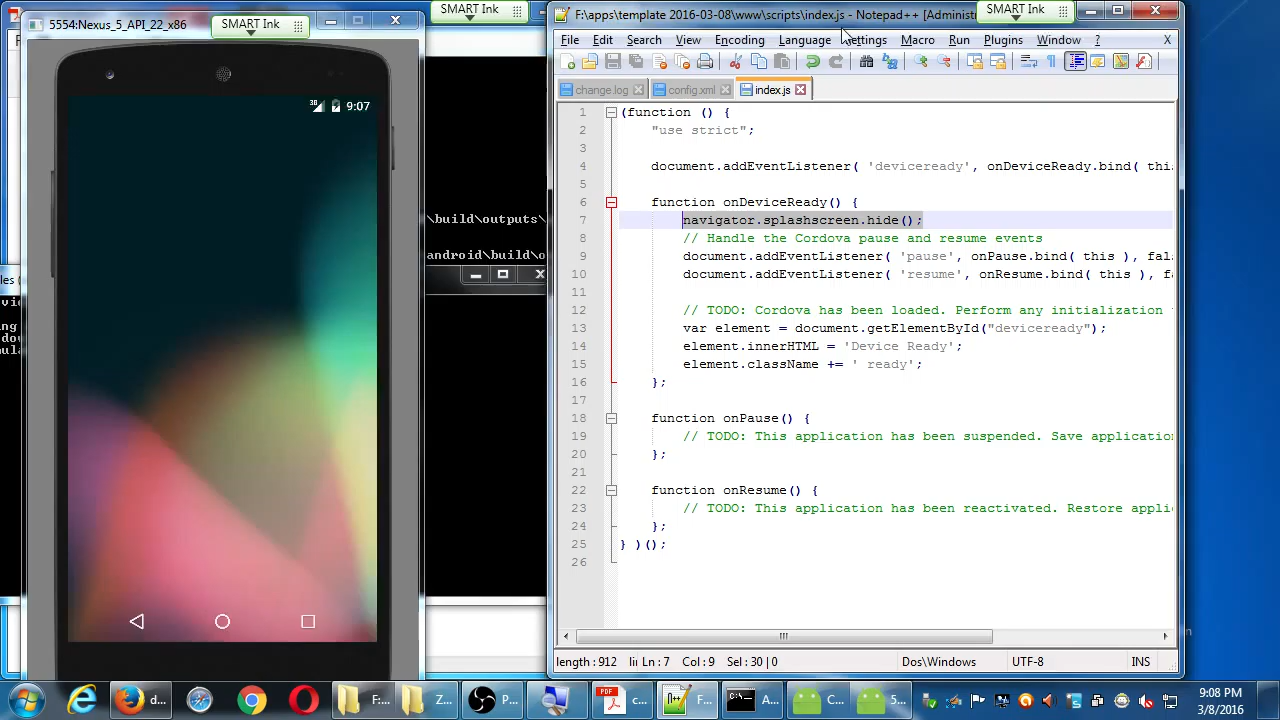 5554:Nexus_5_API_22_x86
SMART Ink
SMART Ink
F:\apps\template 2016-03-08\www\scripts\index.js - Notepad++ [Admini
SMART Ink
File Edit Search View Encoding Language Settings Macro Run Plugins Window ? X
change.log config.xml index.js
3G 9:07
1 (function () {
2 "use strict";
3
4 document.addEventListener( 'deviceready', onDeviceReady.bind( thi
5
6 function onDeviceReady() {
7 navigator.splashscreen.hide();
8 // Handle the Cordova pause and resume events
9 document.addEventListener( 'pause', onPause.bind( this ), fal
10 document.addEventListener( 'resume', onResume.bind( this ), f
11
12 // TODO: Cordova has been loaded. Perform any initialization
13 var element = document.getElementById("deviceready");
14 element.innerHTML = 'Device Ready';
15 element.className += ' ready';
16 };
17
18 function onPause() {
19 // TODO: This application has been suspended. Save applicatio
20 };
21
22 function onResume() {
23 // TODO: This application has been reactivated. Restore appli
24 };
25 } )();
26
\build\outputs\
android\build\o
length : 912 li Ln : 7 Col : 9 Sel : 30 | 0 Dos\Windows UTF-8 INS
d... F:... Z... P... c... F... A... C... 5...
9:08 PM
3/8/2016